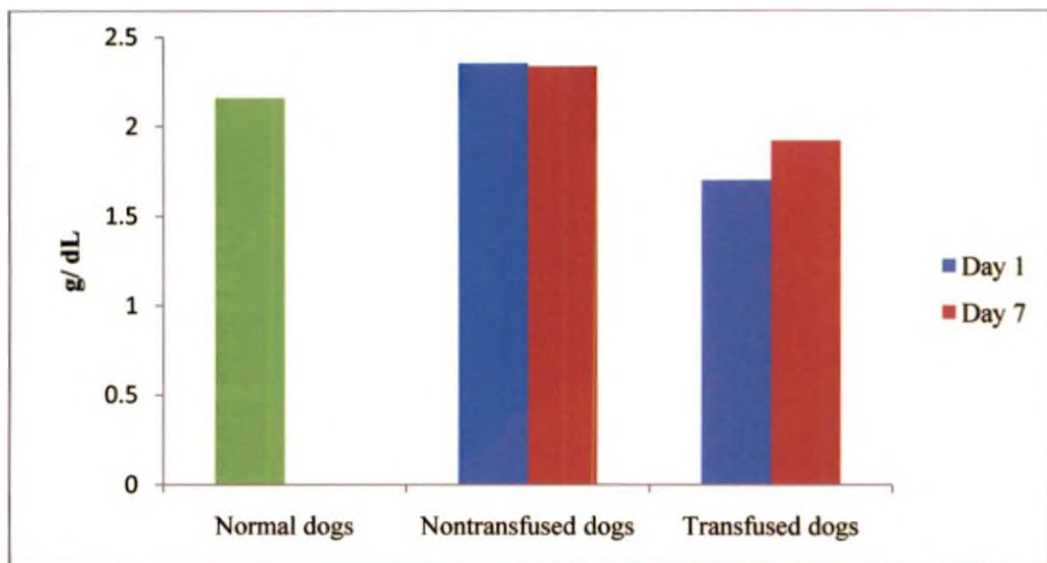 2.5
2
1.5
1
0.5
0
g/ dL
Normal dogs
Nontransfused dogs
Transfused dogs
Day 1
Day 7